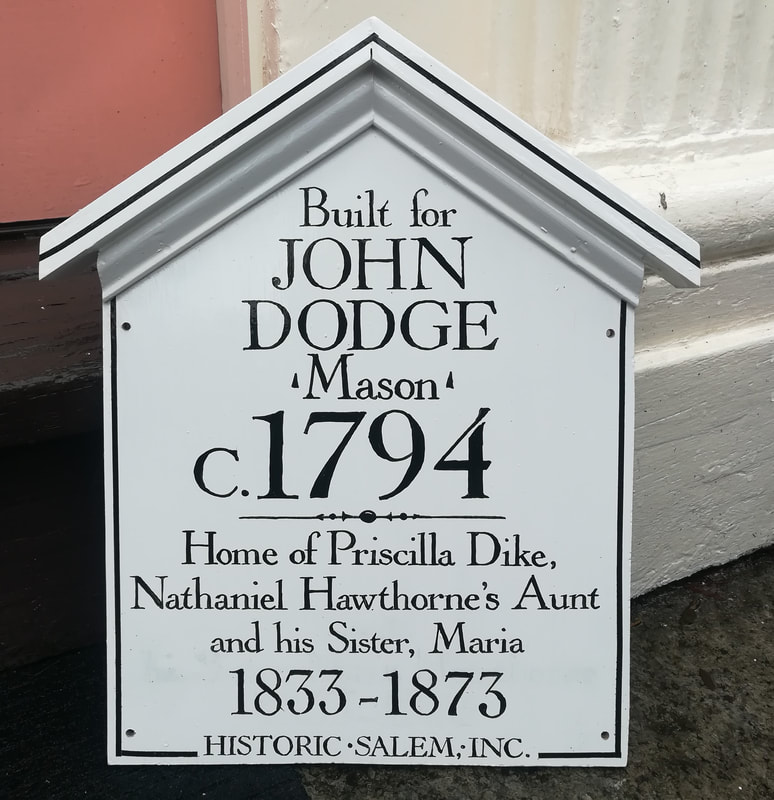 Built for
JOHN
DODGE
Mason
c.1794
Home of Priscilla Dike,
Nathaniel Hawthorne's Aunt
and his Sister, Maria
1833-1873
HISTORIC·SALEM,·INC.